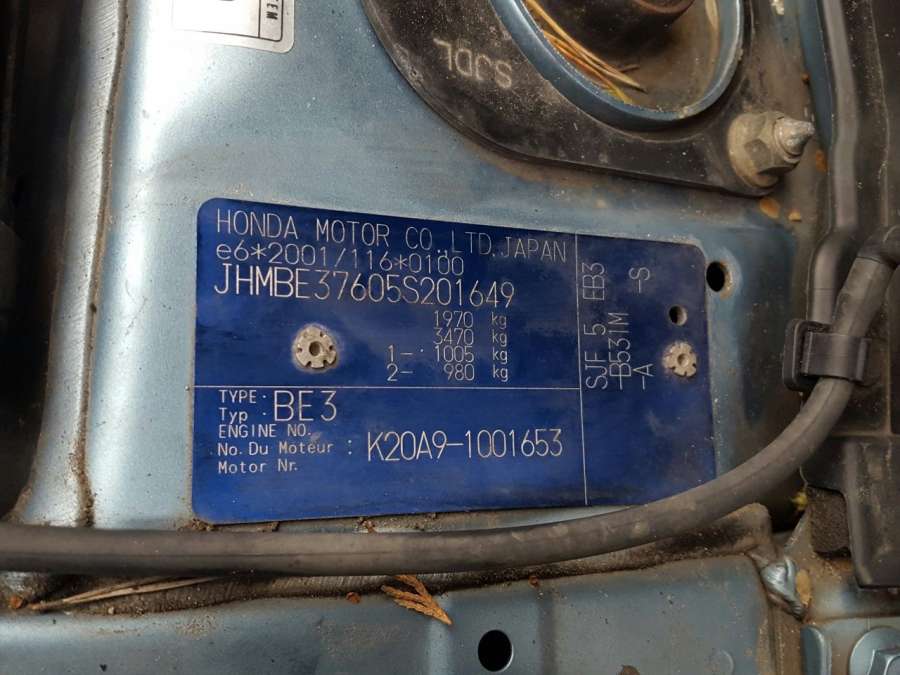 SJDL
HONDA MOTOR CO.,LTD.JAPAN
e6*2001/116*0100
JHMBE37605S201649
1970 kg
3470 kg
1- 1005 kg
2- 980 kg
TYPE:
Typ : BE3
ENGINE NO.
No. Du Moteur : K20A9-1001653
Motor Nr.
SJF 5 EB3
-B531M -S
-A